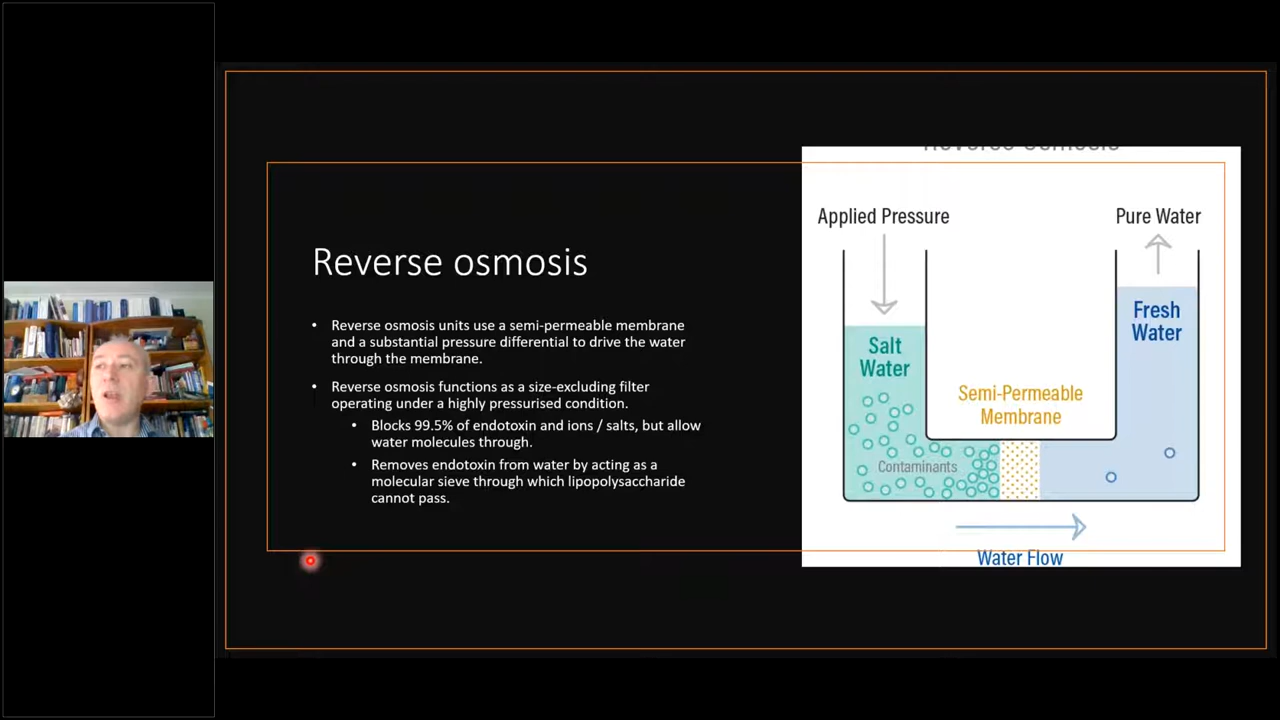 Reverse osmosis
• Reverse osmosis units use a semi-permeable membrane
and a substantial pressure differential to drive the water
through the membrane.
• Reverse osmosis functions as a size-excluding filter
operating under a highly pressurised condition.
• Blocks 99.5% of endotoxin and ions / salts, but allow
water molecules through.
• Removes endotoxin from water by acting as a
molecular sieve through which lipopolysaccharide
cannot pass.
Reverse Osmosis
Applied Pressure
Pure Water
Salt
Water
Fresh
Water
Semi-Permeable
Membrane
Contaminants
Water Flow